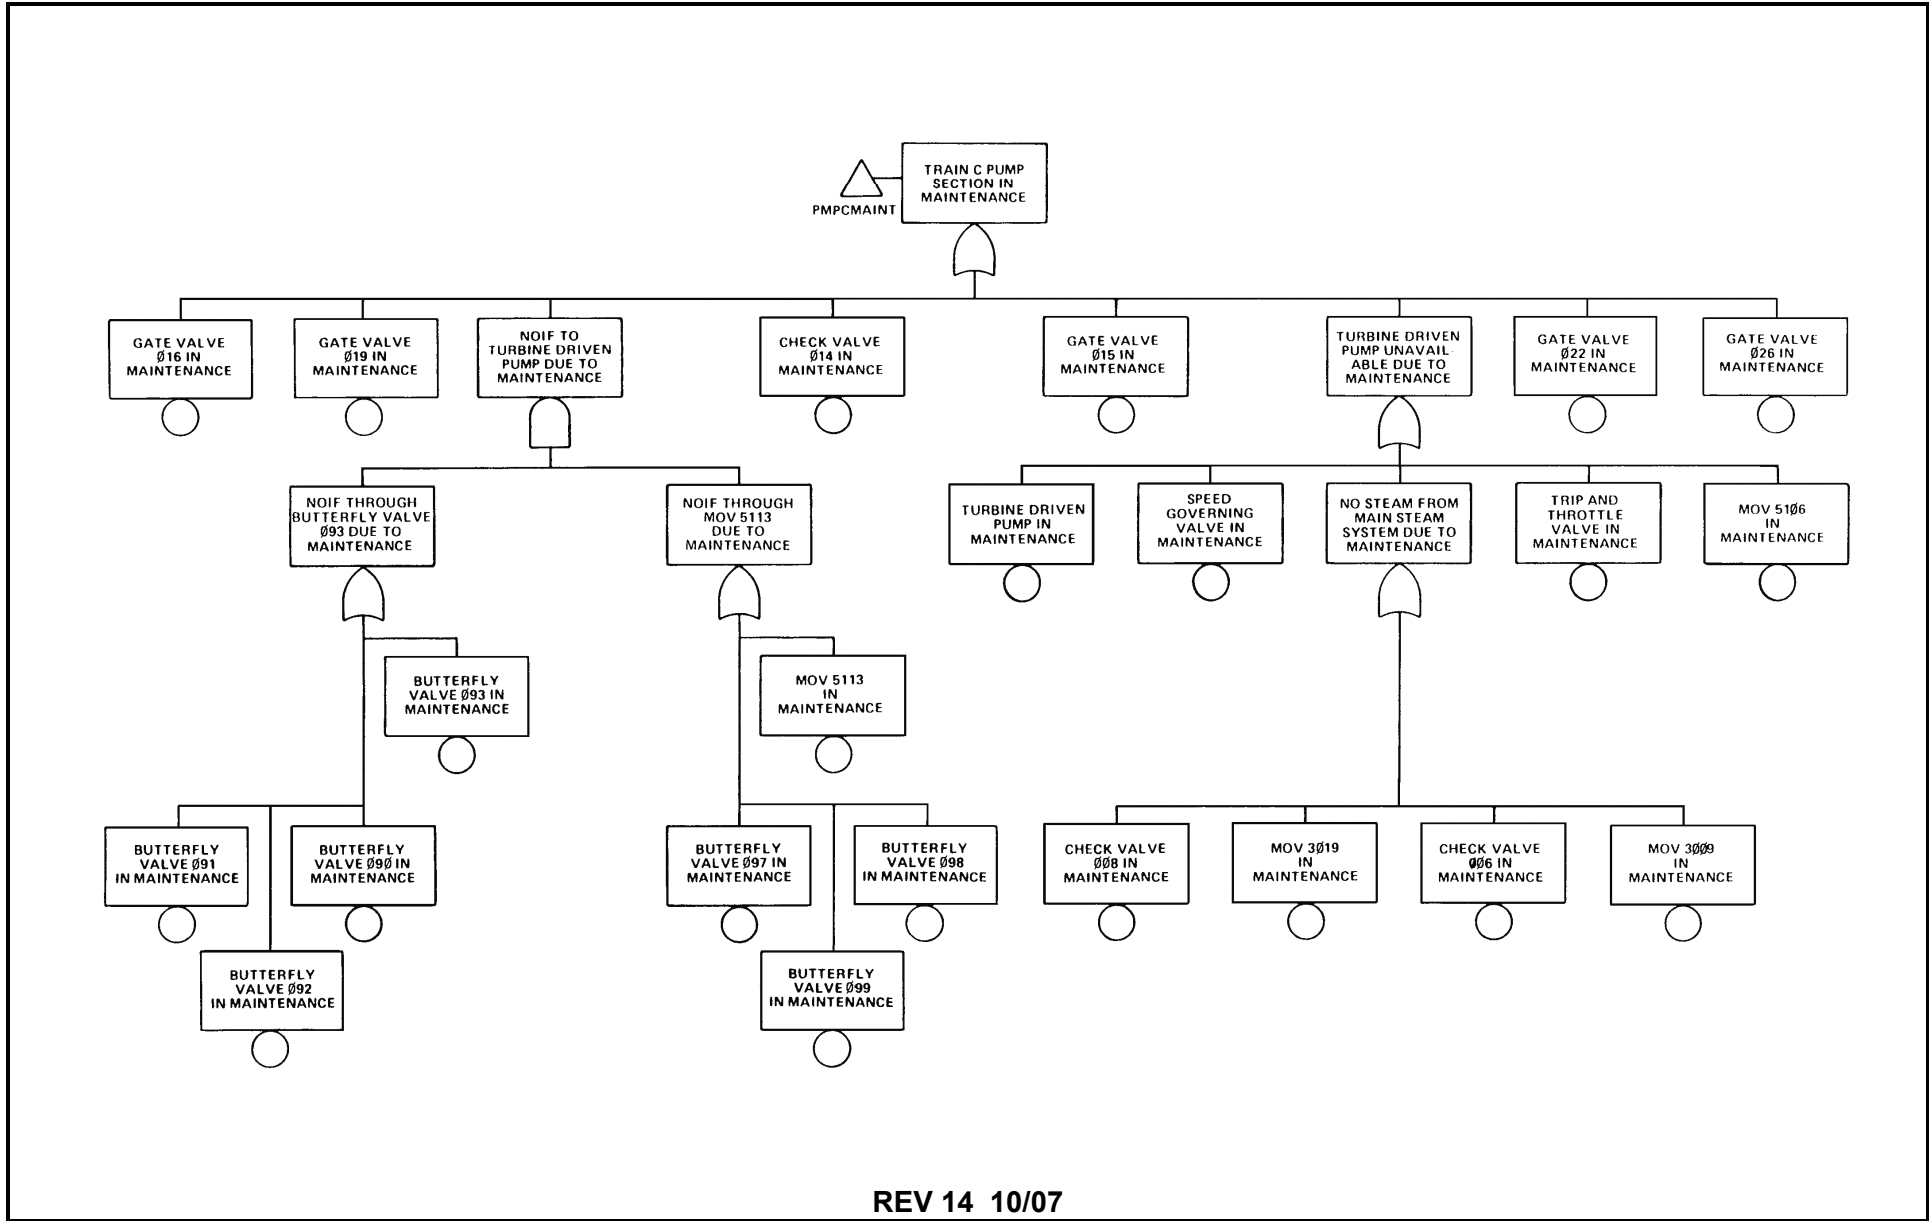 TRAIN C PUMP
SECTION IN
MAINTENANCE
PMPCMAINT
GATE VALVE
Ø16 IN
MAINTENANCE
GATE VALVE
Ø19 IN
MAINTENANCE
NOIF TO
TURBINE DRIVEN
PUMP DUE TO
MAINTENANCE
CHECK VALVE
Ø14 IN
MAINTENANCE
GATE VALVE
Ø15 IN
MAINTENANCE
TURBINE DRIVEN
PUMP UNAVAIL-
ABLE DUE TO
MAINTENANCE
GATE VALVE
Ø22 IN
MAINTENANCE
GATE VALVE
Ø26 IN
MAINTENANCE
NOIF THROUGH
BUTTERFLY VALVE
Ø93 DUE TO
MAINTENANCE
NOIF THROUGH
MOV 5113
DUE TO
MAINTENANCE
TURBINE DRIVEN
PUMP IN
MAINTENANCE
SPEED
GOVERNING
VALVE IN
MAINTENANCE
NO STEAM FROM
MAIN STEAM
SYSTEM DUE TO
MAINTENANCE
TRIP AND
THROTTLE
VALVE IN
MAINTENANCE
MOV 51Ø6
IN
MAINTENANCE
BUTTERFLY
VALVE Ø93 IN
MAINTENANCE
MOV 5113
IN
MAINTENANCE
BUTTERFLY
VALVE Ø91
IN MAINTENANCE
BUTTERFLY
VALVE Ø9Ø IN
MAINTENANCE
BUTTERFLY
VALVE Ø97 IN
MAINTENANCE
BUTTERFLY
VALVE Ø98
IN MAINTENANCE
CHECK VALVE
ØØ8 IN
MAINTENANCE
MOV 3Ø19
IN
MAINTENANCE
CHECK VALVE
ØØ6 IN
MAINTENANCE
MOV 3ØØ9
IN
MAINTENANCE
BUTTERFLY
VALVE Ø92
IN MAINTENANCE
BUTTERFLY
VALVE Ø99
IN MAINTENANCE
REV 14 10/07